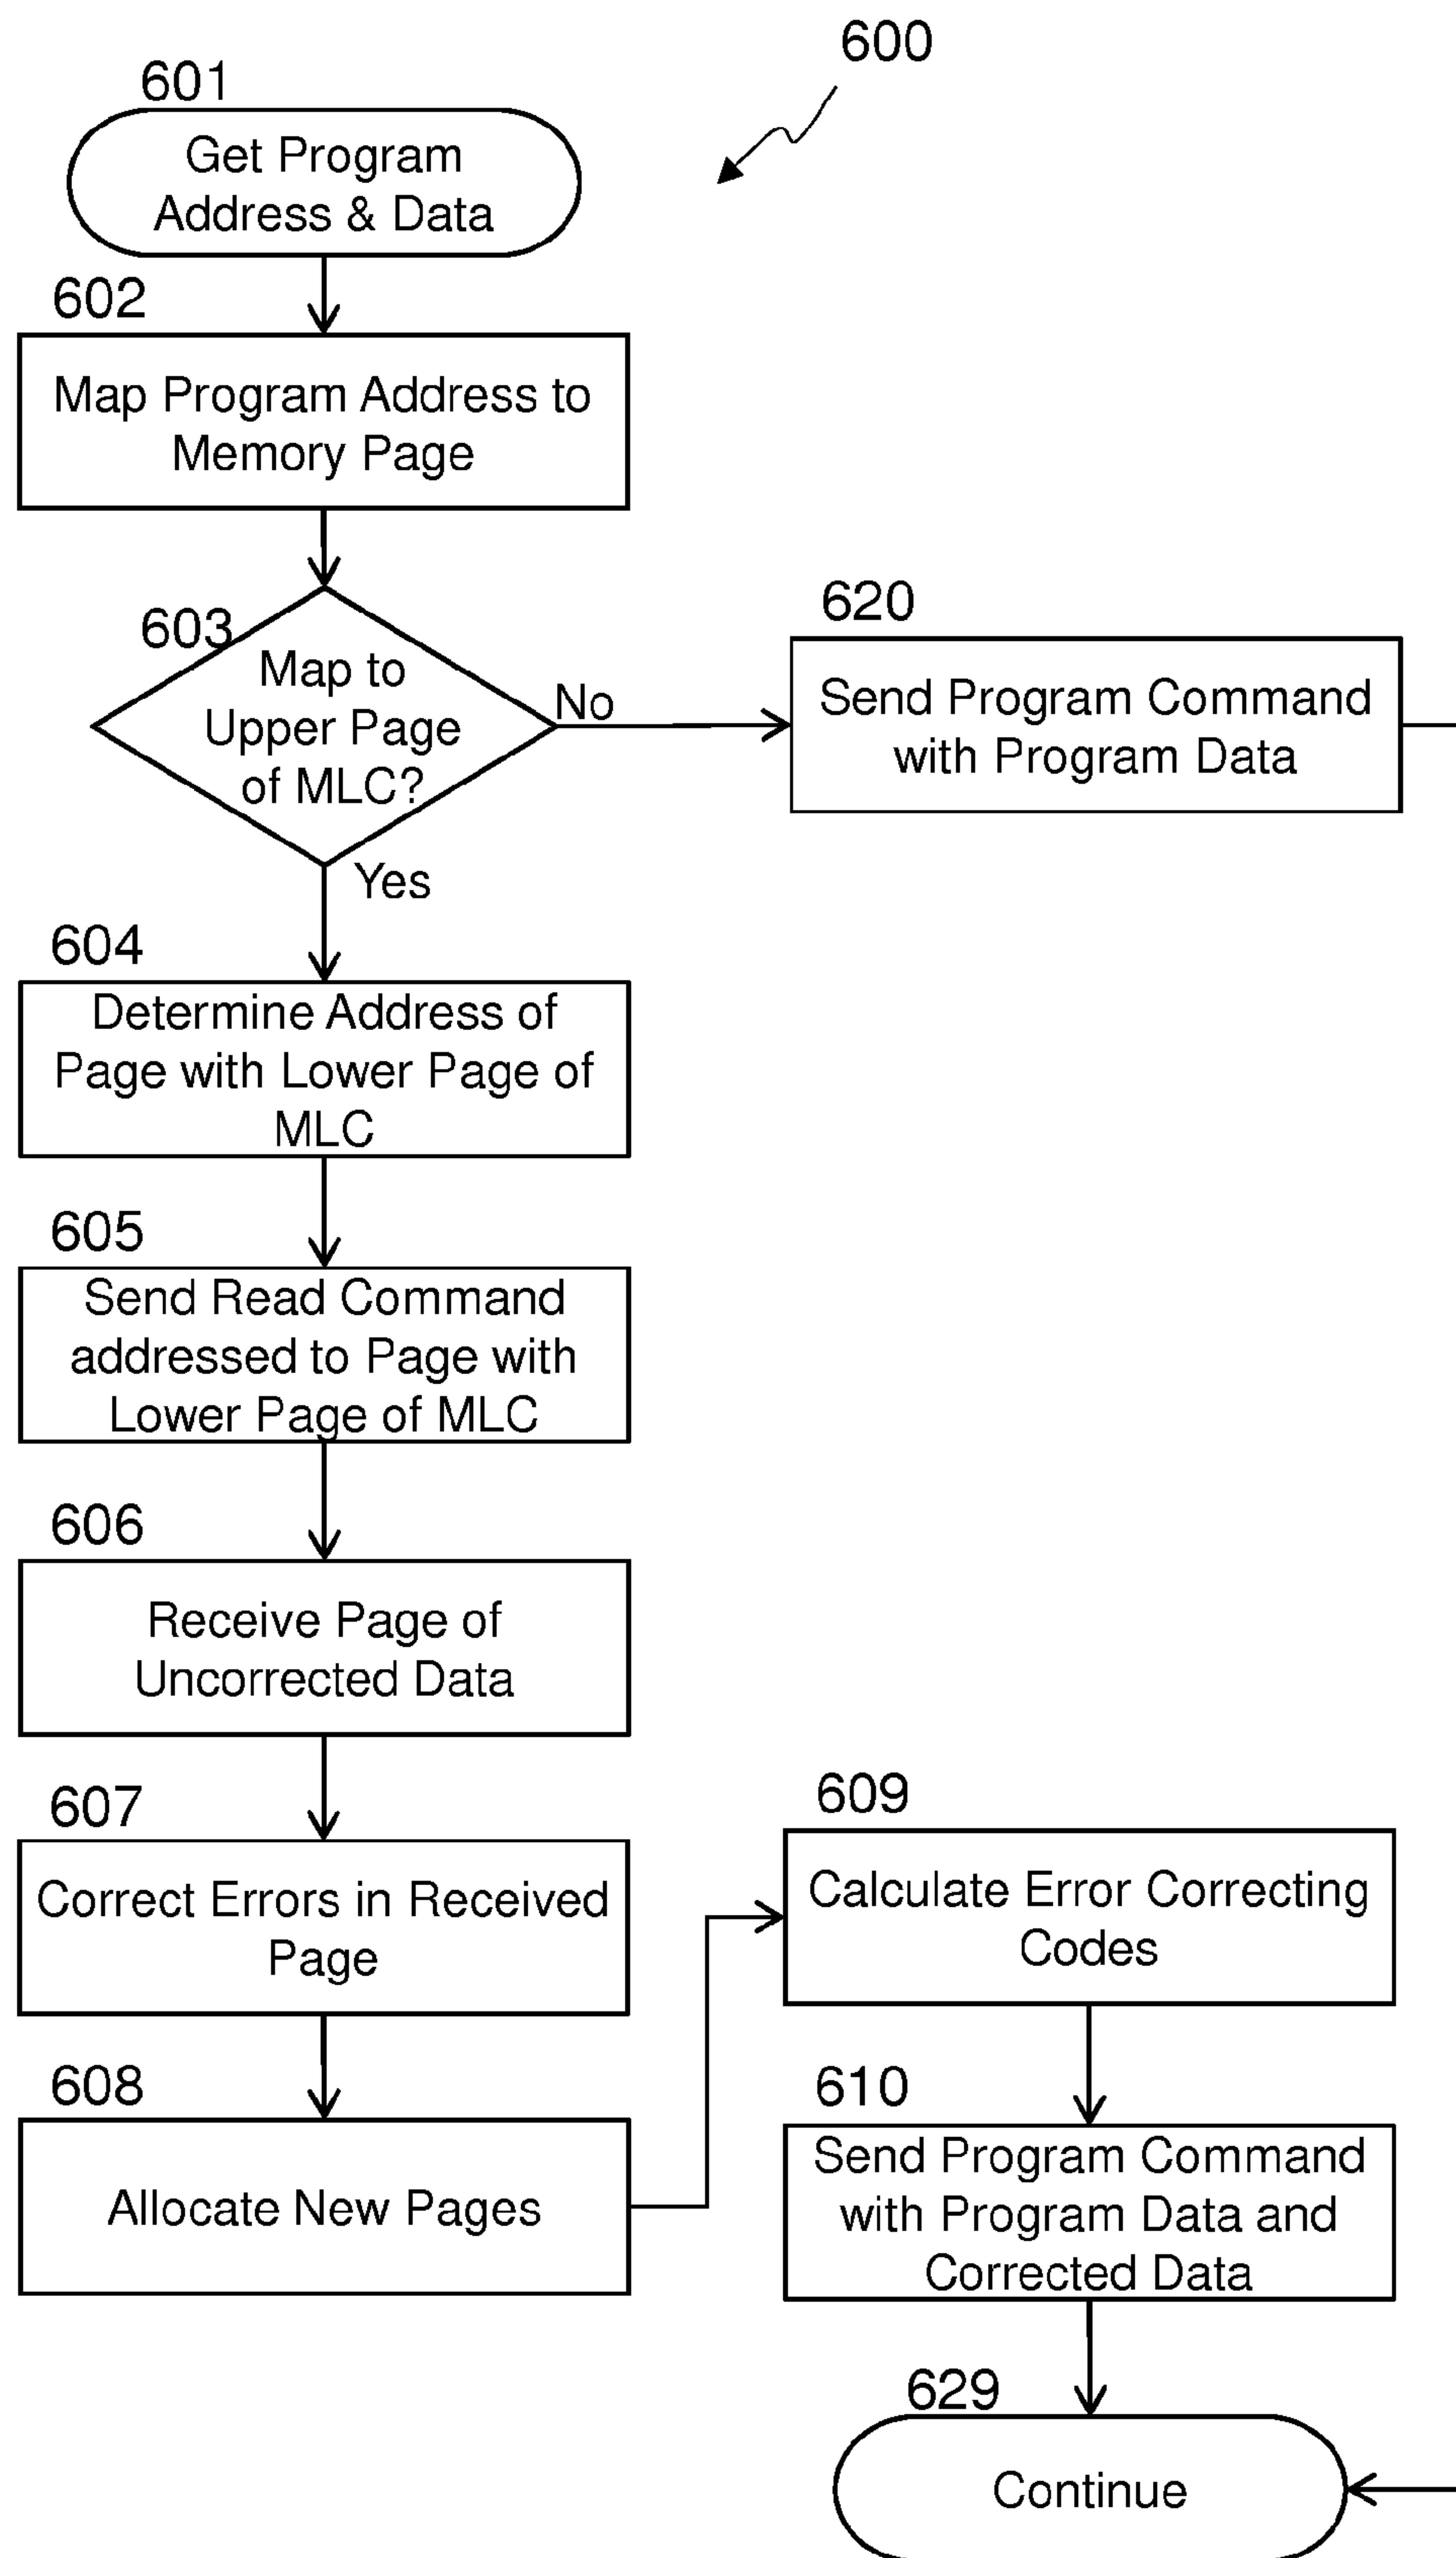 600
601
Get Program
Address & Data
602
Map Program Address to
Memory Page
603
Map to
Upper Page
of MLC?
No
Yes
620
Send Program Command
with Program Data
604
Determine Address of
Page with Lower Page of
MLC
605
Send Read Command
addressed to Page with
Lower Page of MLC
606
Receive Page of
Uncorrected Data
607
Correct Errors in Received
Page
608
Allocate New Pages
609
Calculate Error Correcting
Codes
610
Send Program Command
with Program Data and
Corrected Data
629
Continue